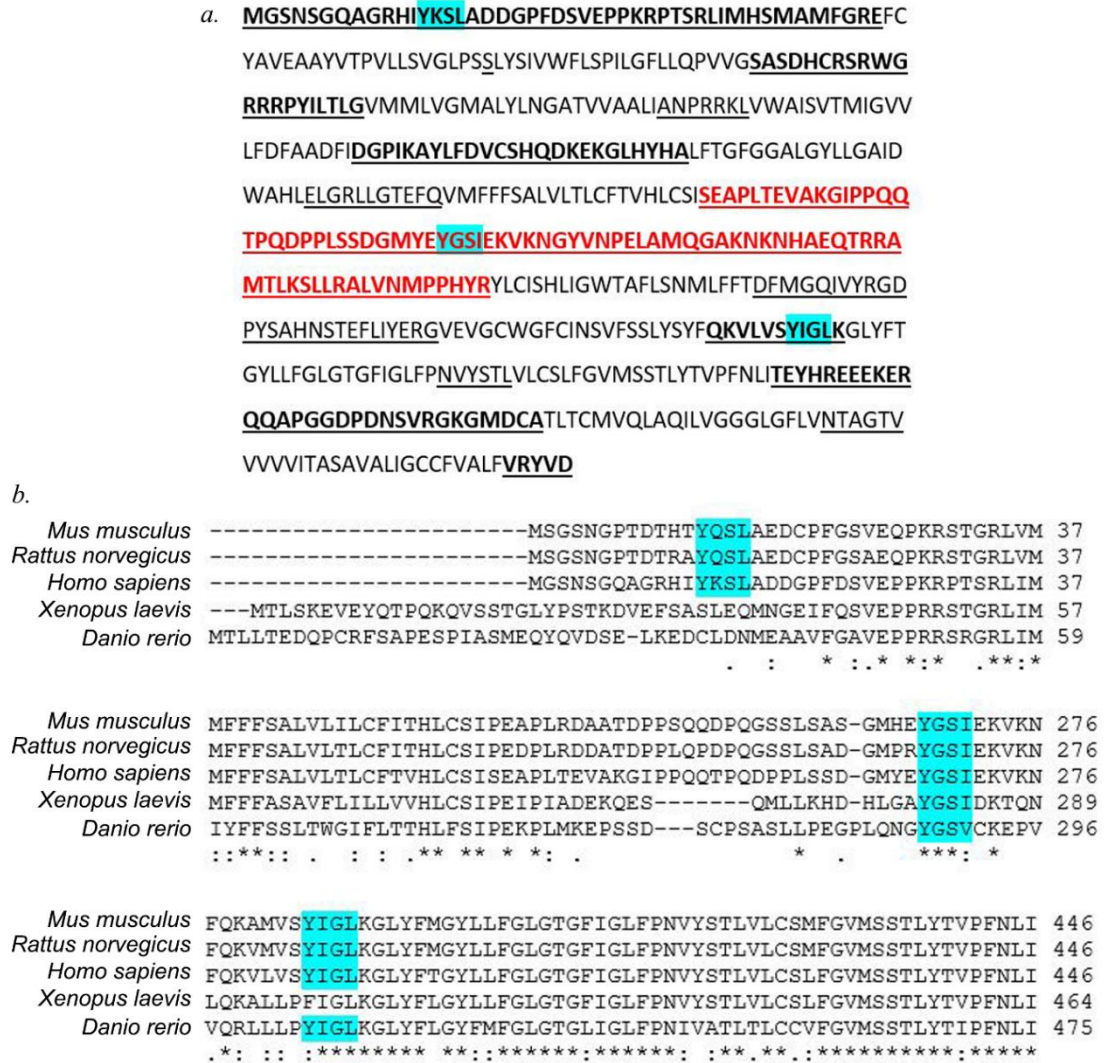 a.
MGSNSGQAGRHIYKSLADDGPFDSVEPPKRPTSRLIMHSMAMFGREFC
YAVEAAYVTPVLLSVGLPSSLYSIVWFLSPILGFLLQPVVGSASDHCRSRWG
RRRPYILTLGVMMLVGMALYLNGATVVAALIANPRRKLVWAISVTMIGVV
LFDFAADFIDGPIKAYLFDVCSHQDKEKGLHYHALFTGFGGALGYLLGAID
WAHLELGRLLGTEFQVMFFFSALVLTLCFTVHLCSISEAPLTEVAKGIPPQQ
TPQDPPLSSDGMYEYGSIEKVKNGYVNPELAMQGAKNKNHAEQTRRA
MTLKSLLRALVNMPPHYRYLCISHLIGWTAFLSNMLFFTDFMGQIVYRGD
PYSAHNSTEFLIYERGVEVGCWGFCINSVFSSLYSYFQKVLVSYIGLKGLYFT
GYLLFGLGTGFIGLFPNVYSTLVLCSLFGVMSSTLYTVPFNLITEYHREEEKER
QQAPGGDPDNSVRGKGMDCATLTCMVQLAQILVGGGLGFLVNTAGTV
VVVVITASAVALIGCCFVALFVRYVD
b.
Mus musculus ----------------------MSGSNGPTDTHTYQSLAEDCPFGSVEQPKRSTGRLVM 37
Rattus norvegicus ----------------------MSGSNGPTDTRAYQSLAEDCPFGSAEQPKRSTGRLVM 37
Homo sapiens ----------------------MGSNSGQAGRHIYKSLADDGPFDSVEPPKRPTSRLIM 37
Xenopus laevis ---MTLSKEVEYQTPQKQVSSTGLYPSTKDVEFSASLEQMNGEIFQSVEPPRRTGRLIM 57
Danio rerio MTLLTEDQPCRFSAPESPIASMEQYQVDSE-LKEDCLDNMEAAVFGAVEPPRRSRGRLIM 59
. : * :.* * *:* .**:*
Mus musculus MFFFSALVLILCFITHLCSIPEAPLRDAATDPPSQQDPQGSSLSAS-GMHEYGSIEKVKN 276
Rattus norvegicus MFFFSALVLTLCFITHLCSIPEDPLRDDATDPPLQPDPQGSSLSAD-GMPRYGSIEKVKN 276
Homo sapiens MFFFSALVLTLCFTVHLCSISEAPLTEVAKGIPPQQTPQDPPLSSD-GMYEYGSIEKVKN 276
Xenopus laevis MFFFASAVFLILLVVHLCSIPEIPIADEKQES-------QMLLKHD-HLGAYGSIDKTQN 289
Danio rerio IYFFSSLTWGIFLTTHLFSIPEKPLMKEPSSD---SCPSASLLPEGPLQNGYGSVCKEPV 296
::**:: . : : .** ** * *: . * . ***: *
Mus musculus FQKAMVSYIGLKGLYFMGYLLFGLGTGFIGLFPNVYSTLVLCSMFGVMSSTLYTVPFNLI 446
Rattus norvegicus FQKVMVSYIGLKGLYFMGYLLFGLGTGFIGLFPNVYSTLVLCSMFGVMSSTLYTVPFNLI 446
Homo sapiens FQKVLVSYIGLKGLYFTGYLLFGLGTGFIGLFPNVYSTLVLCSLFGVMSSTLYTVPFNLI 446
Xenopus laevis LQKALLPFIGLKGLYFLGYLLFGLGTGFIGLFPNVYSTLVLCSLFGVMSSTLYTVPFNLI 464
Danio rerio VQRLLLPYIGLKGLYFLGYFMFGLGTGLIGLFPNIVATLTLCCVFGVMSSTLYTIPFNLI 475
.*: :: :******** **::******:******: :**.**.:**********:*****